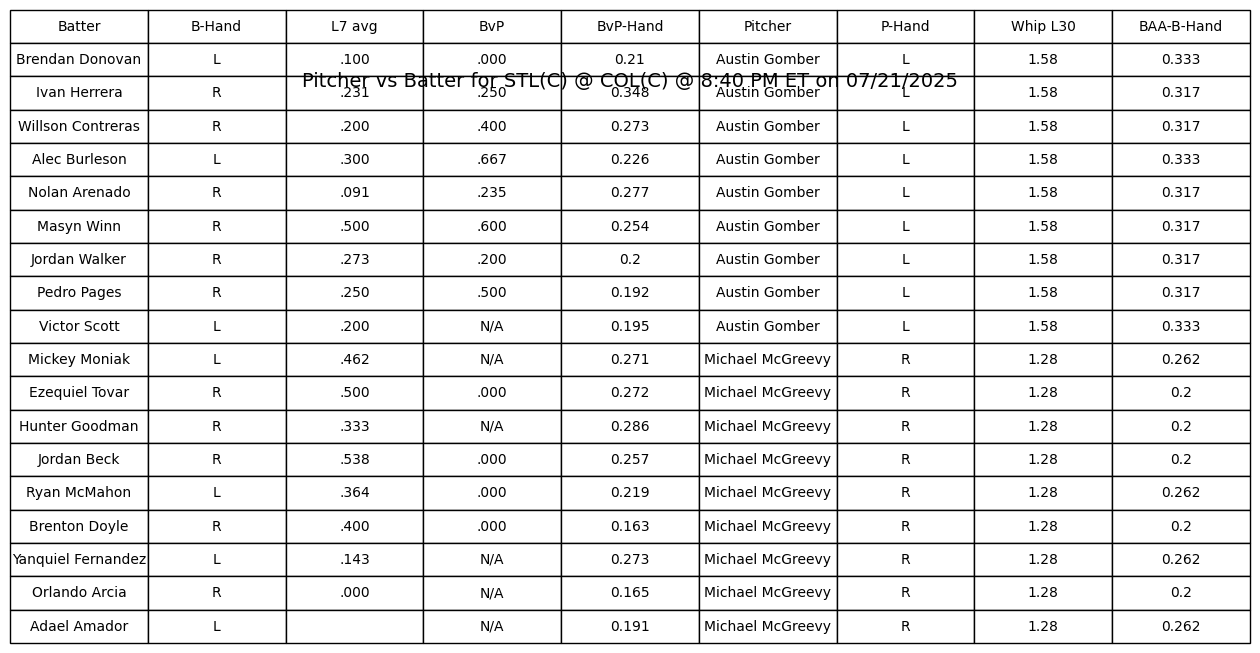 Batter B-Hand L7 avg BvP BvP-Hand Pitcher P-Hand Whip L30 BAA-B-Hand
Brendan Donovan L .100 .000 0.21 Austin Gomber L 1.58 0.333
Pitcher vs Batter for STL(C) @ COL(C) @ 8:40 PM ET on 07/21/2025
Ivan Herrera R .231 .250 0.348 Austin Gomber L 1.58 0.317
Willson Contreras R .200 .400 0.273 Austin Gomber L 1.58 0.317
Alec Burleson L .300 .667 0.226 Austin Gomber L 1.58 0.333
Nolan Arenado R .091 .235 0.277 Austin Gomber L 1.58 0.317
Masyn Winn R .500 .600 0.254 Austin Gomber L 1.58 0.317
Jordan Walker R .273 .200 0.2 Austin Gomber L 1.58 0.317
Pedro Pages R .250 .500 0.192 Austin Gomber L 1.58 0.317
Victor Scott L .200 N/A 0.195 Austin Gomber L 1.58 0.333
Mickey Moniak L .462 N/A 0.271 Michael McGreevy R 1.28 0.262
Ezequiel Tovar R .500 .000 0.272 Michael McGreevy R 1.28 0.2
Hunter Goodman R .333 N/A 0.286 Michael McGreevy R 1.28 0.2
Jordan Beck R .538 .000 0.257 Michael McGreevy R 1.28 0.2
Ryan McMahon L .364 .000 0.219 Michael McGreevy R 1.28 0.262
Brenton Doyle R .400 .000 0.163 Michael McGreevy R 1.28 0.2
Yanquiel Fernandez L .143 N/A 0.273 Michael McGreevy R 1.28 0.262
Orlando Arcia R .000 N/A 0.165 Michael McGreevy R 1.28 0.2
Adael Amador L N/A 0.191 Michael McGreevy R 1.28 0.262